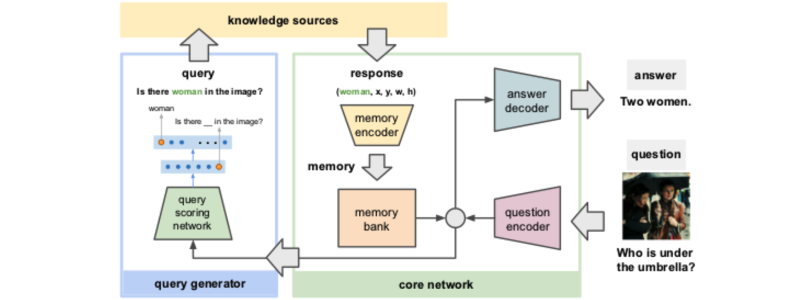 knowledge sources
query
Is there woman in the image?
woman
Is there __ in the image?
query
scoring
network
query generator
response
(woman, x, y, w, h)
memory
encoder
memory
memory
bank
answer
decoder
question
encoder
core network
answer
Two women.
question
Who is under
the umbrella?